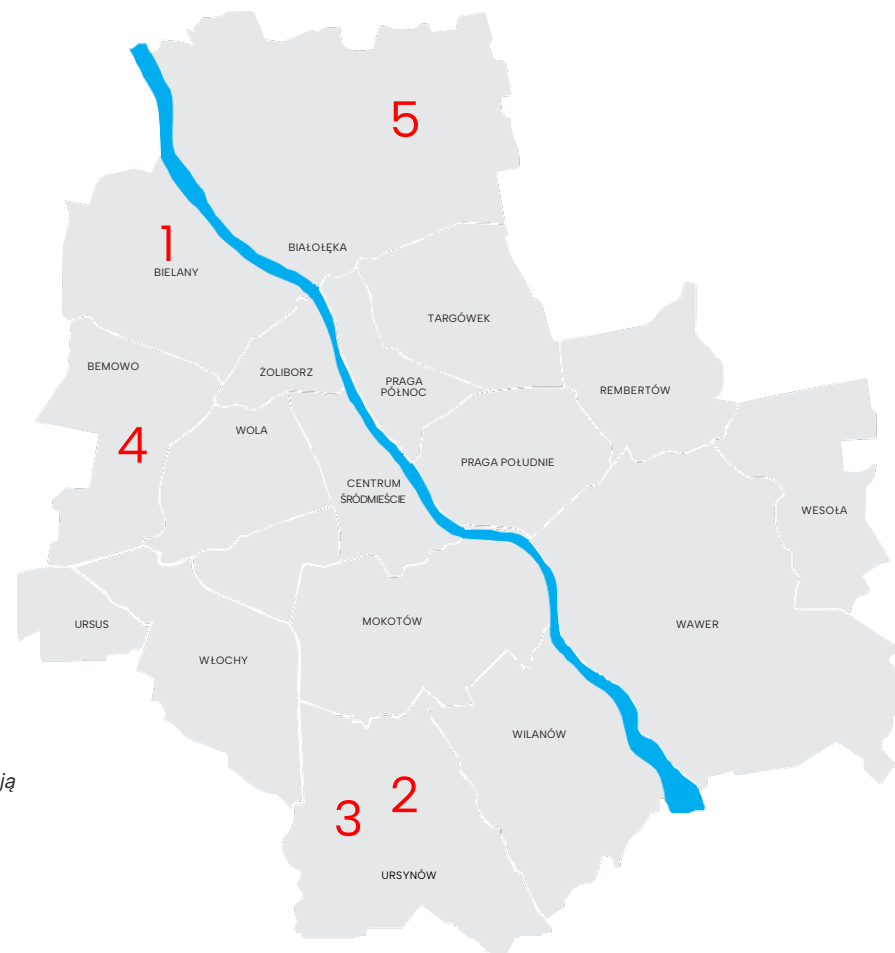 5
1
BIAŁOŁĘKA
BIELANY
TARGÓWEK
BEMOWO
ŻOLIBORZ
PRAGA
PÓŁNOC
REMBERTÓW
4
WOLA
PRAGA POŁUDNIE
CENTRUM
ŚRÓDMIEŚCIE
WESOŁA
URSUS
MOKOTÓW
WAWER
WŁOCHY
WILANÓW
ją
3
2
URSYNÓW